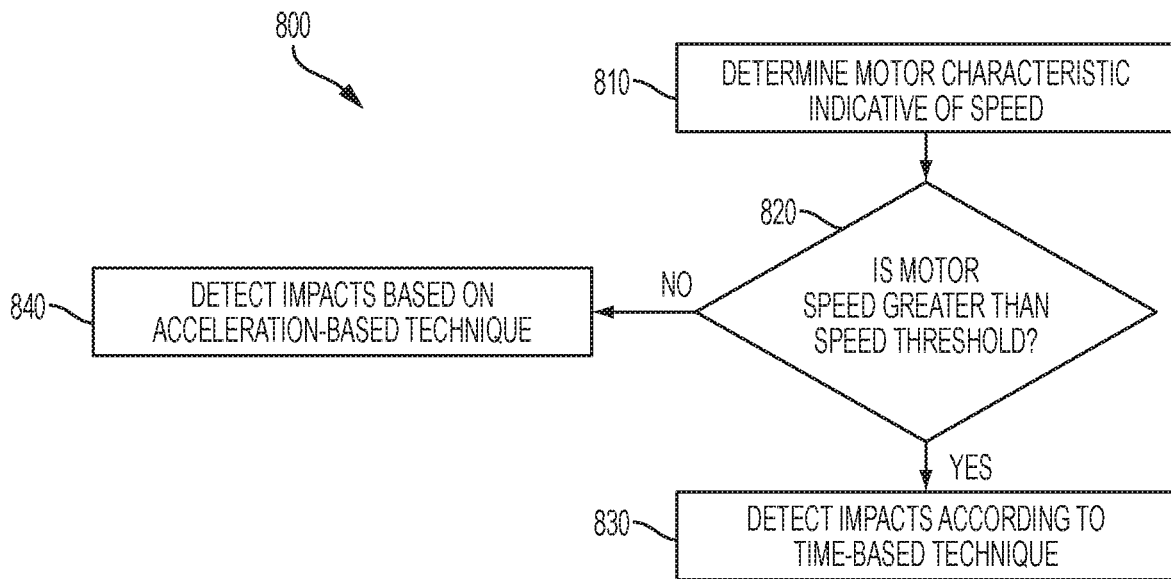 800
810
DETERMINE MOTOR CHARACTERISTIC
INDICATIVE OF SPEED
820
IS MOTOR
SPEED GREATER THAN
SPEED THRESHOLD?
NO
840
DETECT IMPACTS BASED ON
ACCELERATION-BASED TECHNIQUE
YES
830
DETECT IMPACTS ACCORDING TO
TIME-BASED TECHNIQUE